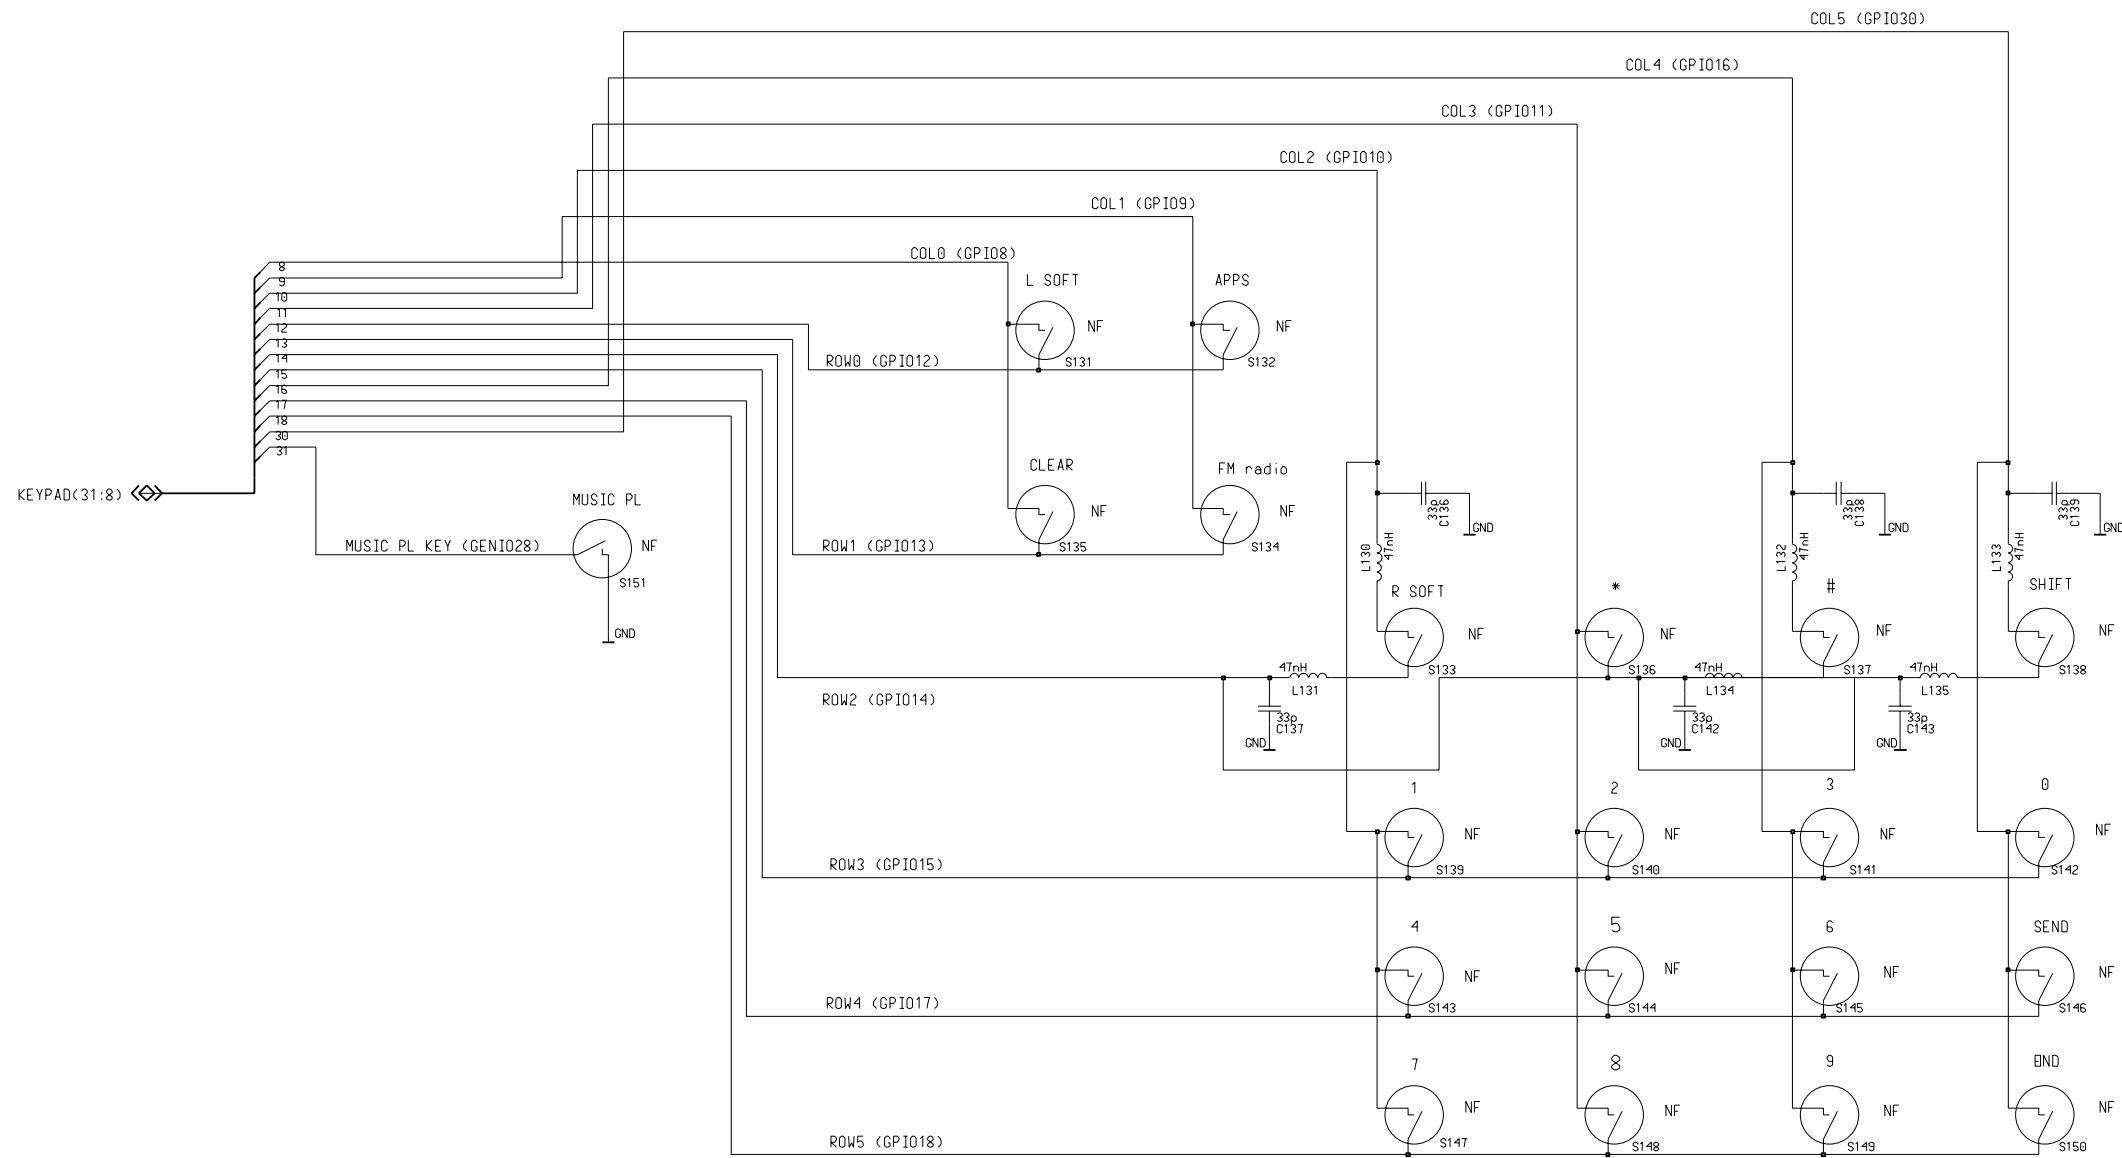 COL5 (GPIO30)
COL4 (GPIO16)
COL3 (GPIO11)
COL2 (GPIO10)
COL1 (GPIO9)
COL0 (GPIO8)
8
9
10
11
12
13
14
15
16
17
18
30
31
KEYPAD(31:8)
L SOFT
NF
S131
APPS
NF
S132
ROW0 (GPIO12)
CLEAR
NF
S135
FM radio
NF
S134
ROW1 (GPIO13)
MUSIC PL
NF
S151
MUSIC PL KEY (GENIO28)
GND
33p
C136
GND
L130
47nH
33p
C138
GND
L132
47nH
33p
C139
GND
L133
47nH
R SOFT
NF
S133
*
NF
S136
#
NF
S137
SHIFT
NF
S138
ROW2 (GPIO14)
47nH
L131
33p
C137
GND
47nH
L134
33p
C142
GND
47nH
L135
33p
C143
GND
1
NF
S139
2
NF
S140
3
NF
S141
0
NF
S142
ROW3 (GPIO15)
4
NF
S143
5
NF
S144
6
NF
S145
SEND
NF
S146
ROW4 (GPIO17)
7
NF
S147
8
NF
S148
9
NF
S149
NF
S150
ROW5 (GPIO18)